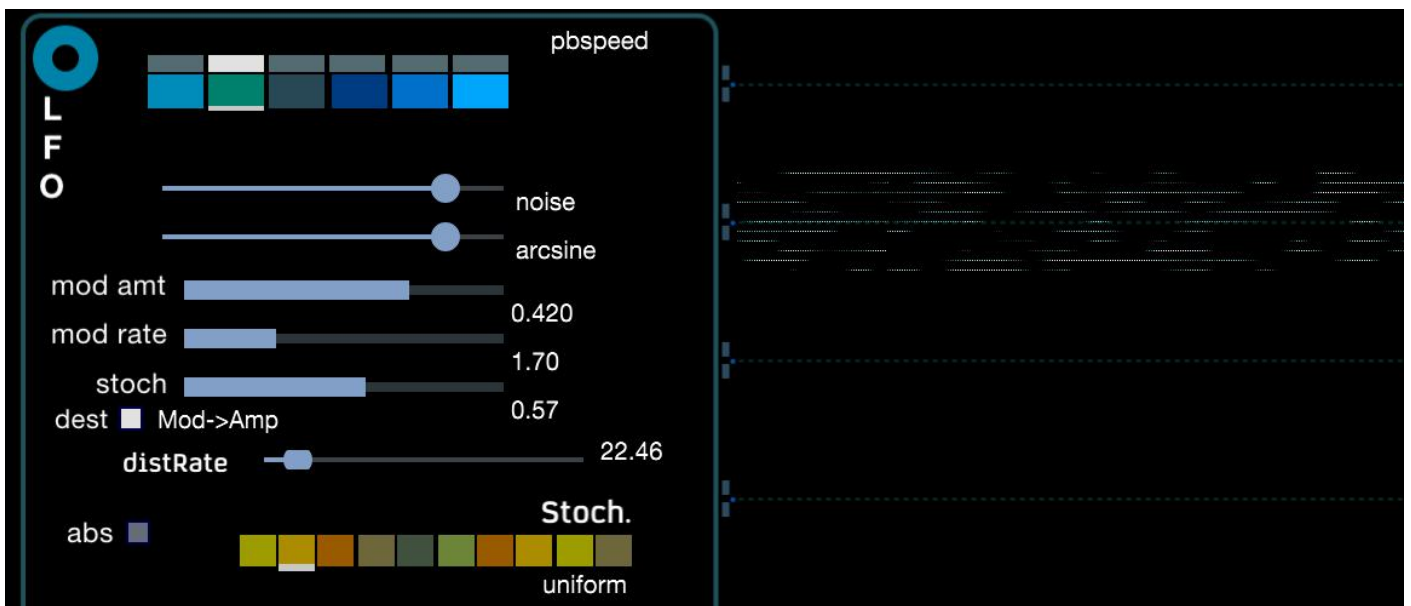 pbspeed
L
F
O
noise
arcsine
mod amt
0.420
mod rate
1.70
stoch
0.57
dest Mod->Amp
distRate 22.46
Stoch.
abs
uniform